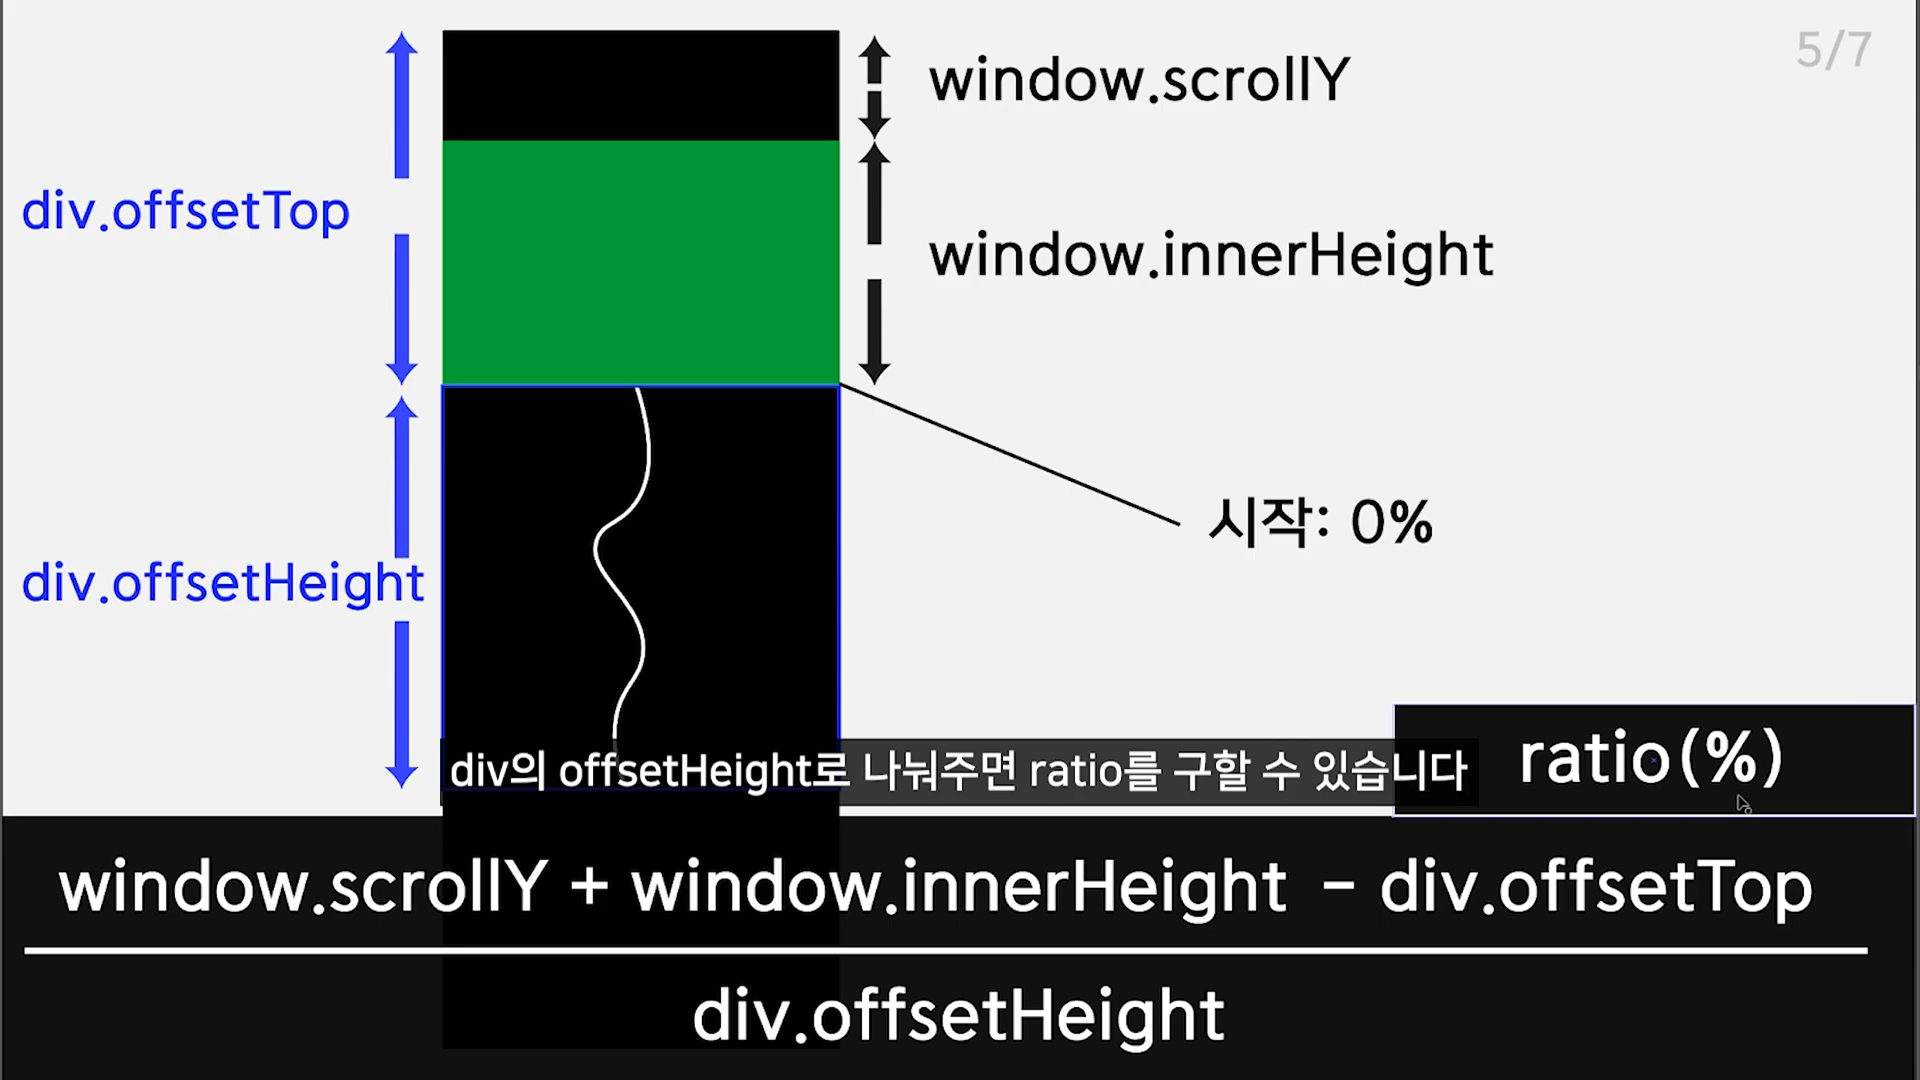 5/7
window.scrollY
div.offsetTop
window.innerHeight
시작: 0%
div.offsetHeight
div의 offsetHeight로 나눠주면 ratio를 구할 수 있습니다
ratio(%)
window.scrollY + window.innerHeight - div.offsetTop
div.offsetHeight